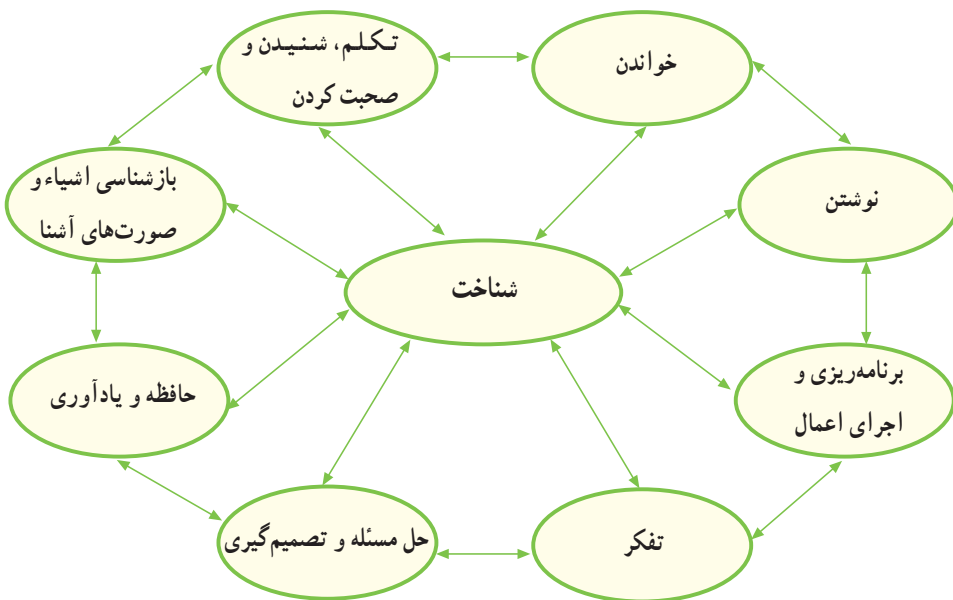 خواندن
تکلم، شنیدن و
صحبت کردن
نوشتن
بازشناسی اشیاء و
صورت‌های آشنا
شناخت
برنامه‌ریزی و
اجرای اعمال
حافظه و یادآوری
تفکر
حل مسئله و تصمیم‌گیری